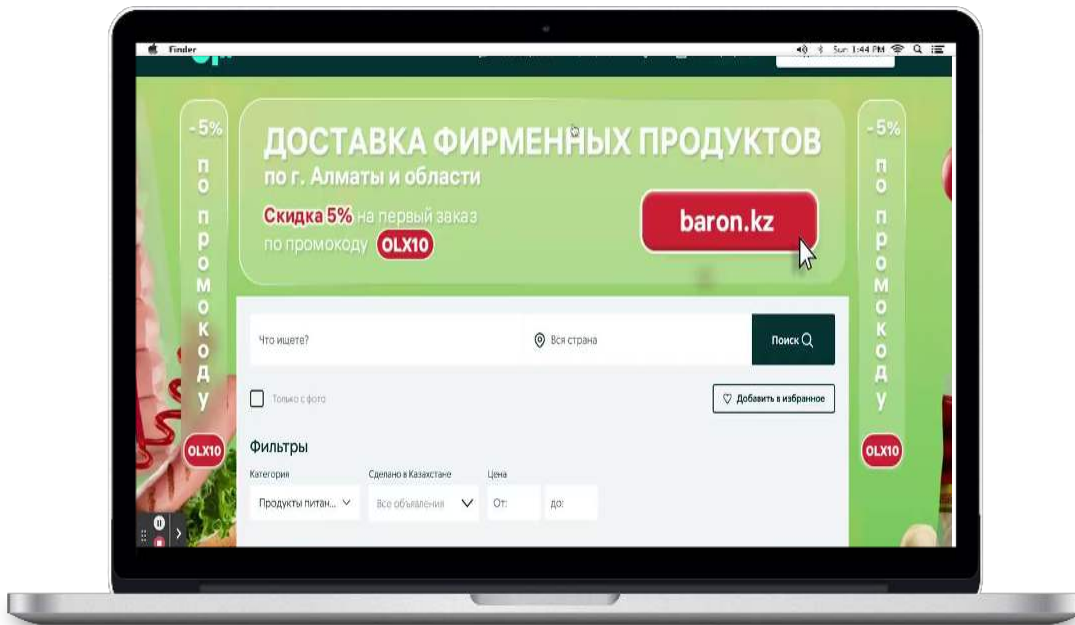 Finder
Sun 1:44 PM
-5%
ПО ПРОМОКОДУ
OLX10
ДОСТАВКА ФИРМЕННЫХ ПРОДУКТОВ
по г. Алматы и области
Скидка 5% на первый заказ
по промокоду OLX10
baron.kz
-5%
ПО ПРОМОКОДУ
OLX10
Что ищете?
Вся страна
Поиск
Только с фото
Добавить в избранное
Фильтры
Категория Сделано в Казахстане Цена
Продукты питан... Все объявления От: до: